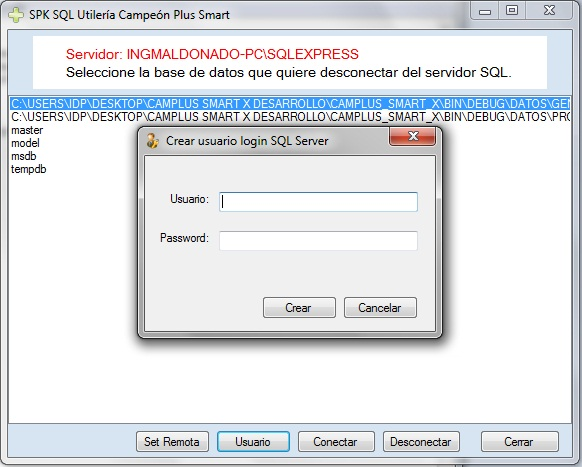 SPK SQL Utilería Campeón Plus Smart
Servidor: INGMALDONADO-PC\SQLEXPRESS
Seleccione la base de datos que quiere desconectar del servidor SQL.
C:\USERS\IDP\DESKTOP\CAMPLUS SMART X DESARROLLO\CAMPLUS_SMART_X\BIN\DEBUG\DATOS\GEN
C:\USERS\IDP\DESKTOP\CAMPLUS SMART X DESARROLLO\CAMPLUS_SMART_X\BIN\DEBUG\DATOS\PRO
master
model
msdb
tempdb
Crear usuario login SQL Server
Usuario:
Password:
Crear Cancelar
Set Remota Usuario Conectar Desconectar Cerrar